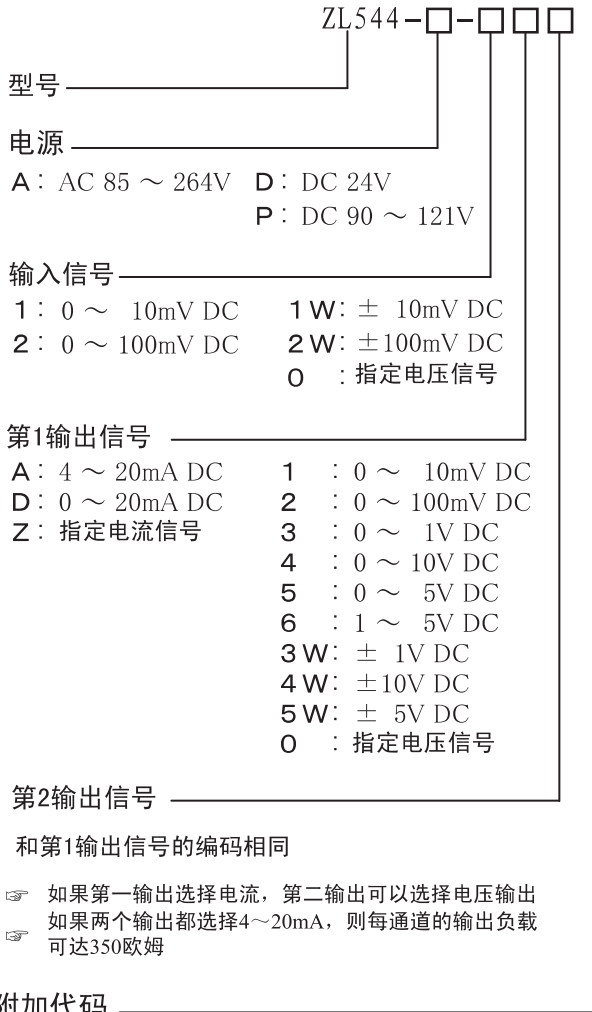 ZL544-□-□□□
型号
电源
A: AC 85 ～ 264V D: DC 24V
P: DC 90 ～ 121V
输入信号
1: 0 ～ 10mV DC 1W: ± 10mV DC
2: 0 ～ 100mV DC 2W: ±100mV DC
0 : 指定电压信号
第1输出信号
A: 4 ～ 20mA DC 1 : 0 ～ 10mV DC
D: 0 ～ 20mA DC 2 : 0 ～ 100mV DC
Z: 指定电流信号 3 : 0 ～ 1V DC
4 : 0 ～ 10V DC
5 : 0 ～ 5V DC
6 : 1 ～ 5V DC
3W: ± 1V DC
4W: ±10V DC
5W: ± 5V DC
0 : 指定电压信号
第2输出信号
和第1输出信号的编码相同
☞ 如果第一输出选择电流，第二输出可以选择电压输出
☞ 如果两个输出都选择4～20mA，则每通道的输出负载
可达350欧姆
附加代码